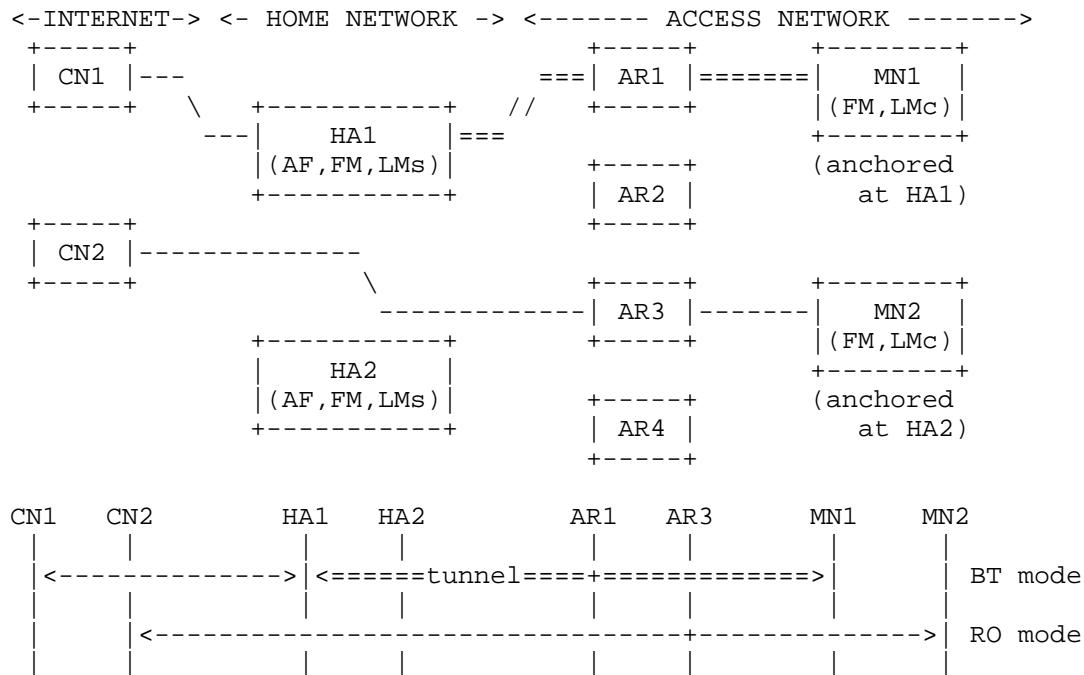 <-INTERNET-> <- HOME NETWORK -> <------- ACCESS NETWORK ------->
CN1 AR1 MN1
(FM,LMc)
HA1
(AF,FM,LMs) (anchored
AR2 at HA1)
CN2
AR3 MN2
(FM,LMc)
HA2
(AF,FM,LMs) (anchored
AR4 at HA2)
CN1 CN2 HA1 HA2 AR1 AR3 MN1 MN2
tunnel BT mode
RO mode